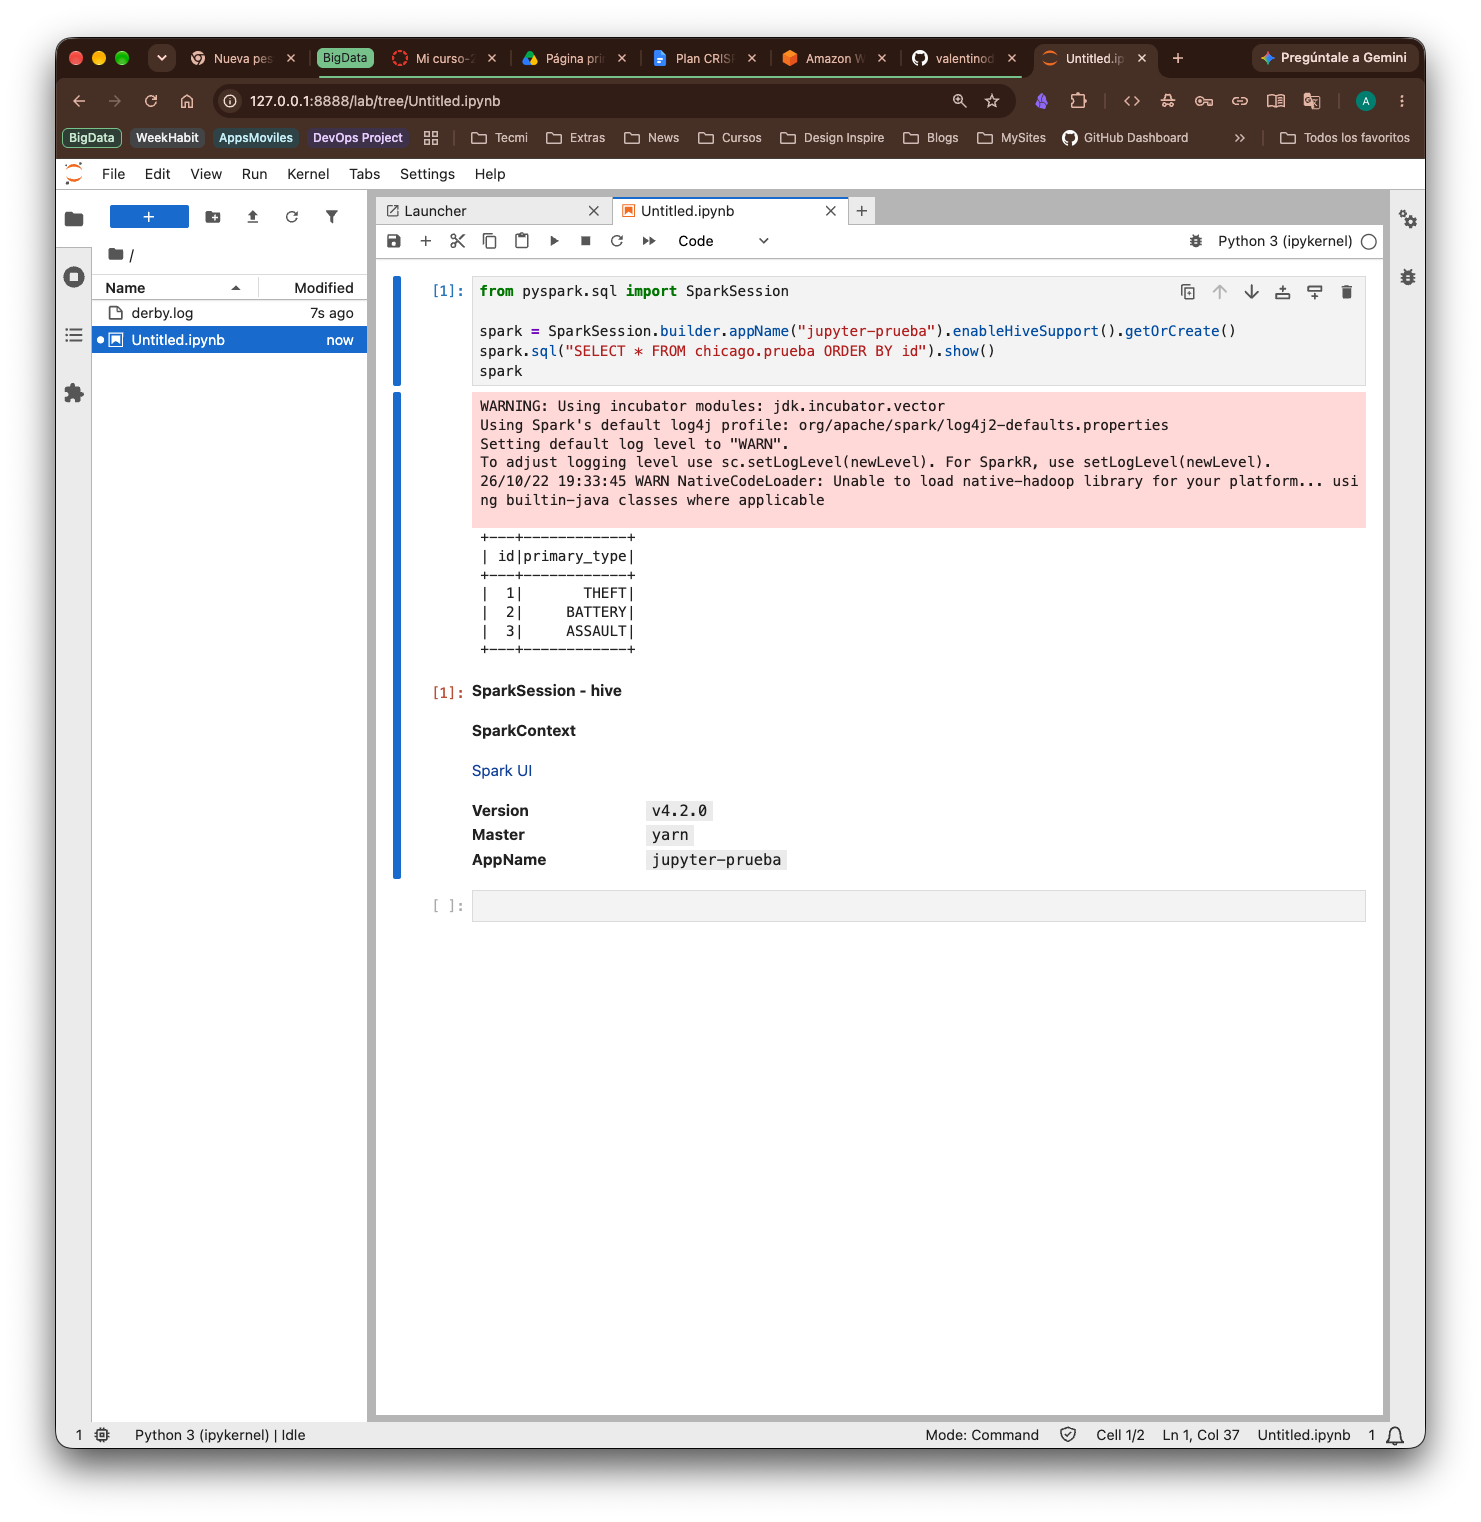 Nueva pes
BigData
Mi curso-2
Página prin
Plan CRISP
Amazon W
valentinod
Untitled.ip
Pregúntale a Gemini
127.0.0.1:8888/lab/tree/Untitled.ipynb
A
BigData
WeekHabit
AppsMoviles
DevOps Project
Tecmi
Extras
News
Cursos
Design Inspire
Blogs
MySites
GitHub Dashboard
»
Todos los favoritos
File Edit View Run Kernel Tabs Settings Help
+
/
Name Modified
derby.log 7s ago
Untitled.ipynb now
Launcher
Untitled.ipynb
Code
Python 3 (ipykernel)
[1]: from pyspark.sql import SparkSession
spark = SparkSession.builder.appName("jupyter-prueba").enableHiveSupport().getOrCreate()
spark.sql("SELECT * FROM chicago.prueba ORDER BY id").show()
spark
WARNING: Using incubator modules: jdk.incubator.vector
Using Spark's default log4j profile: org/apache/spark/log4j2-defaults.properties
Setting default log level to "WARN".
To adjust logging level use sc.setLogLevel(newLevel). For SparkR, use setLogLevel(newLevel).
26/10/22 19:33:45 WARN NativeCodeLoader: Unable to load native-hadoop library for your platform... usi
ng builtin-java classes where applicable
+---+------------+
| id|primary_type|
+---+------------+
|  1|       THEFT|
|  2|     BATTERY|
|  3|     ASSAULT|
+---+------------+
[1]: SparkSession - hive
SparkContext
Spark UI
Version v4.2.0
Master yarn
AppName jupyter-prueba
[ ]:
1 Python 3 (ipykernel) | Idle
Mode: Command Cell 1/2 Ln 1, Col 37 Untitled.ipynb 1